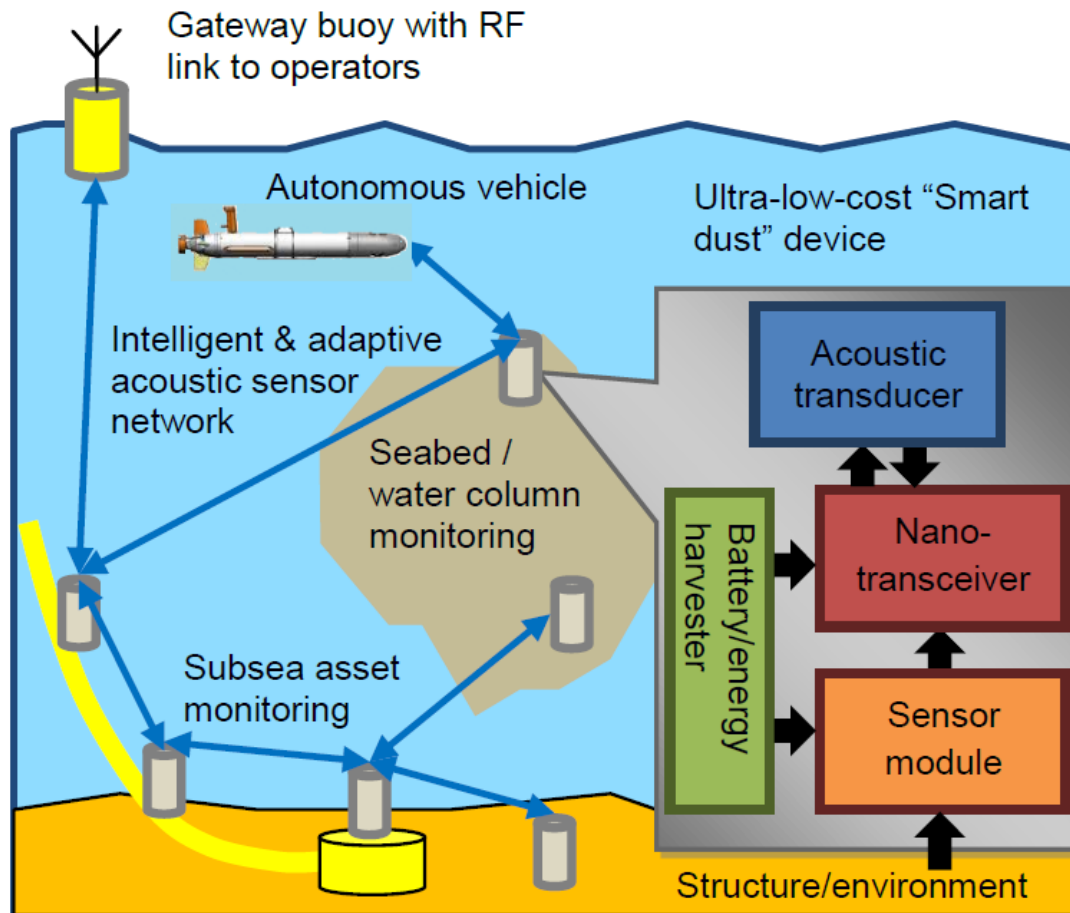 Gateway buoy with RF
link to operators
Autonomous vehicle
Ultra-low-cost “Smart
dust” device
Intelligent & adaptive
acoustic sensor
network
Seabed /
water column
monitoring
Subsea asset
monitoring
Acoustic
transducer
Nano-
transceiver
Battery/energy
harvester
Sensor
module
Structure/environment